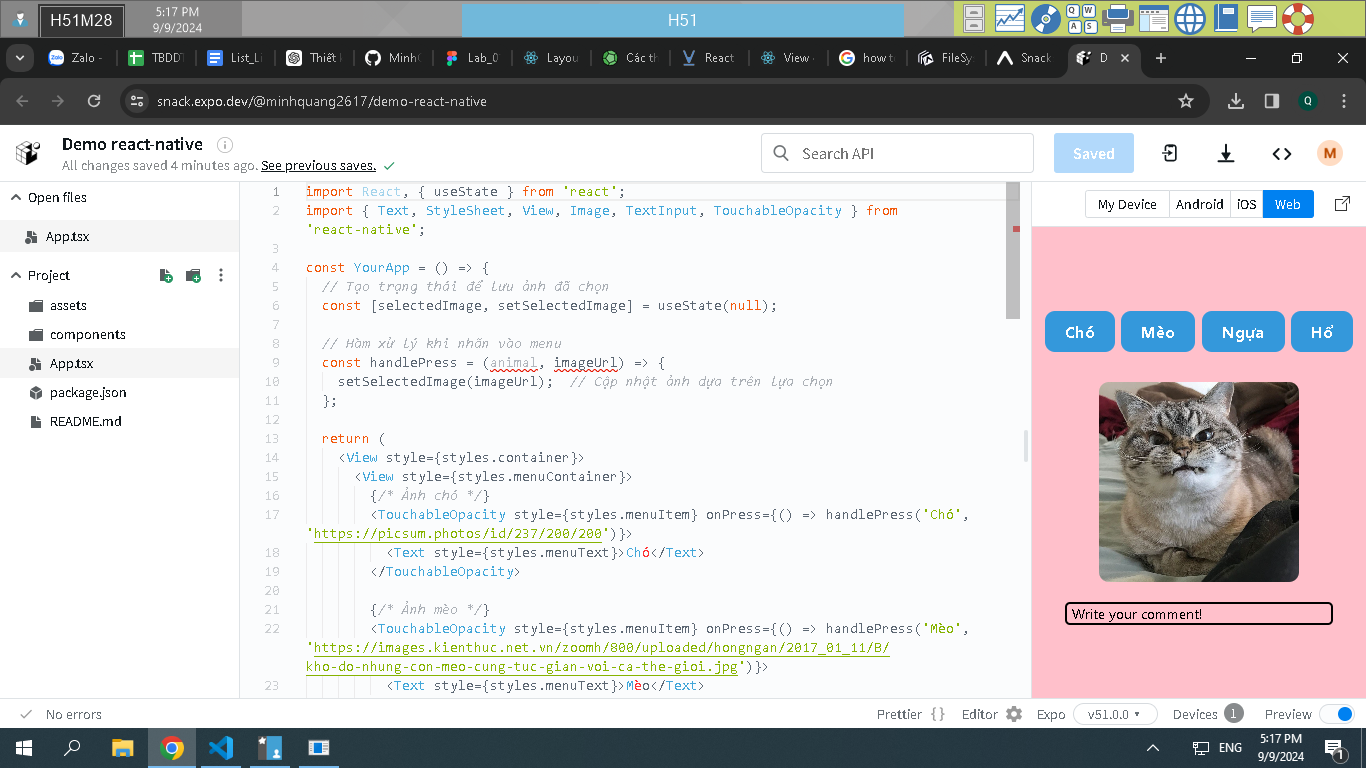 H51M28
5:17 PM
9/9/2024
H51
Q W
A S
Zalo -
TBDDT
List_Li
Thiết k
MinhQ
Lab_0
Layou
Các th
React
View
how to
FileSy
Snack
D
snack.expo.dev/@minhquang2617/demo-react-native
Q
Demo react-native
All changes saved 4 minutes ago. See previous saves.
Search API
Saved
M
Open files
App.tsx
Project
assets
components
App.tsx
package.json
README.md
1 import React, { useState } from 'react';
2 import { Text, StyleSheet, View, Image, TextInput, TouchableOpacity } from
'react-native';
3
4 const YourApp = () => {
5 // Tạo trạng thái để lưu ảnh đã chọn
6 const [selectedImage, setSelectedImage] = useState(null);
7
8 // Hàm xử lý khi nhấn vào menu
9 const handlePress = (animal, imageUrl) => {
10 setSelectedImage(imageUrl); // Cập nhật ảnh dựa trên lựa chọn
11 };
12
13 return (
14 <View style={styles.container}>
15 <View style={styles.menuContainer}>
16 {/* Ảnh chó */}
17 <TouchableOpacity style={styles.menuItem} onPress={() => handlePress('Chó',
'https://picsum.photos/id/237/200/200')}>
18 <Text style={styles.menuText}>Chó</Text>
19 </TouchableOpacity>
20
21 {/* Ảnh mèo */}
22 <TouchableOpacity style={styles.menuItem} onPress={() => handlePress('Mèo',
'https://images.kienthuc.net.vn/zoomh/800/uploaded/hongngan/2017_01_11/B/
kho-do-nhung-con-meo-cung-tuc-gian-voi-ca-the-gioi.jpg')}>
23 <Text style={styles.menuText}>Mèo</Text>
My Device
Android
iOS
Web
Chó
Mèo
Ngựa
Hổ
Write your comment!
No errors
Prettier {}
Editor
Expo
v51.0.0
Devices 1
Preview
ENG
5:17 PM
9/9/2024
1